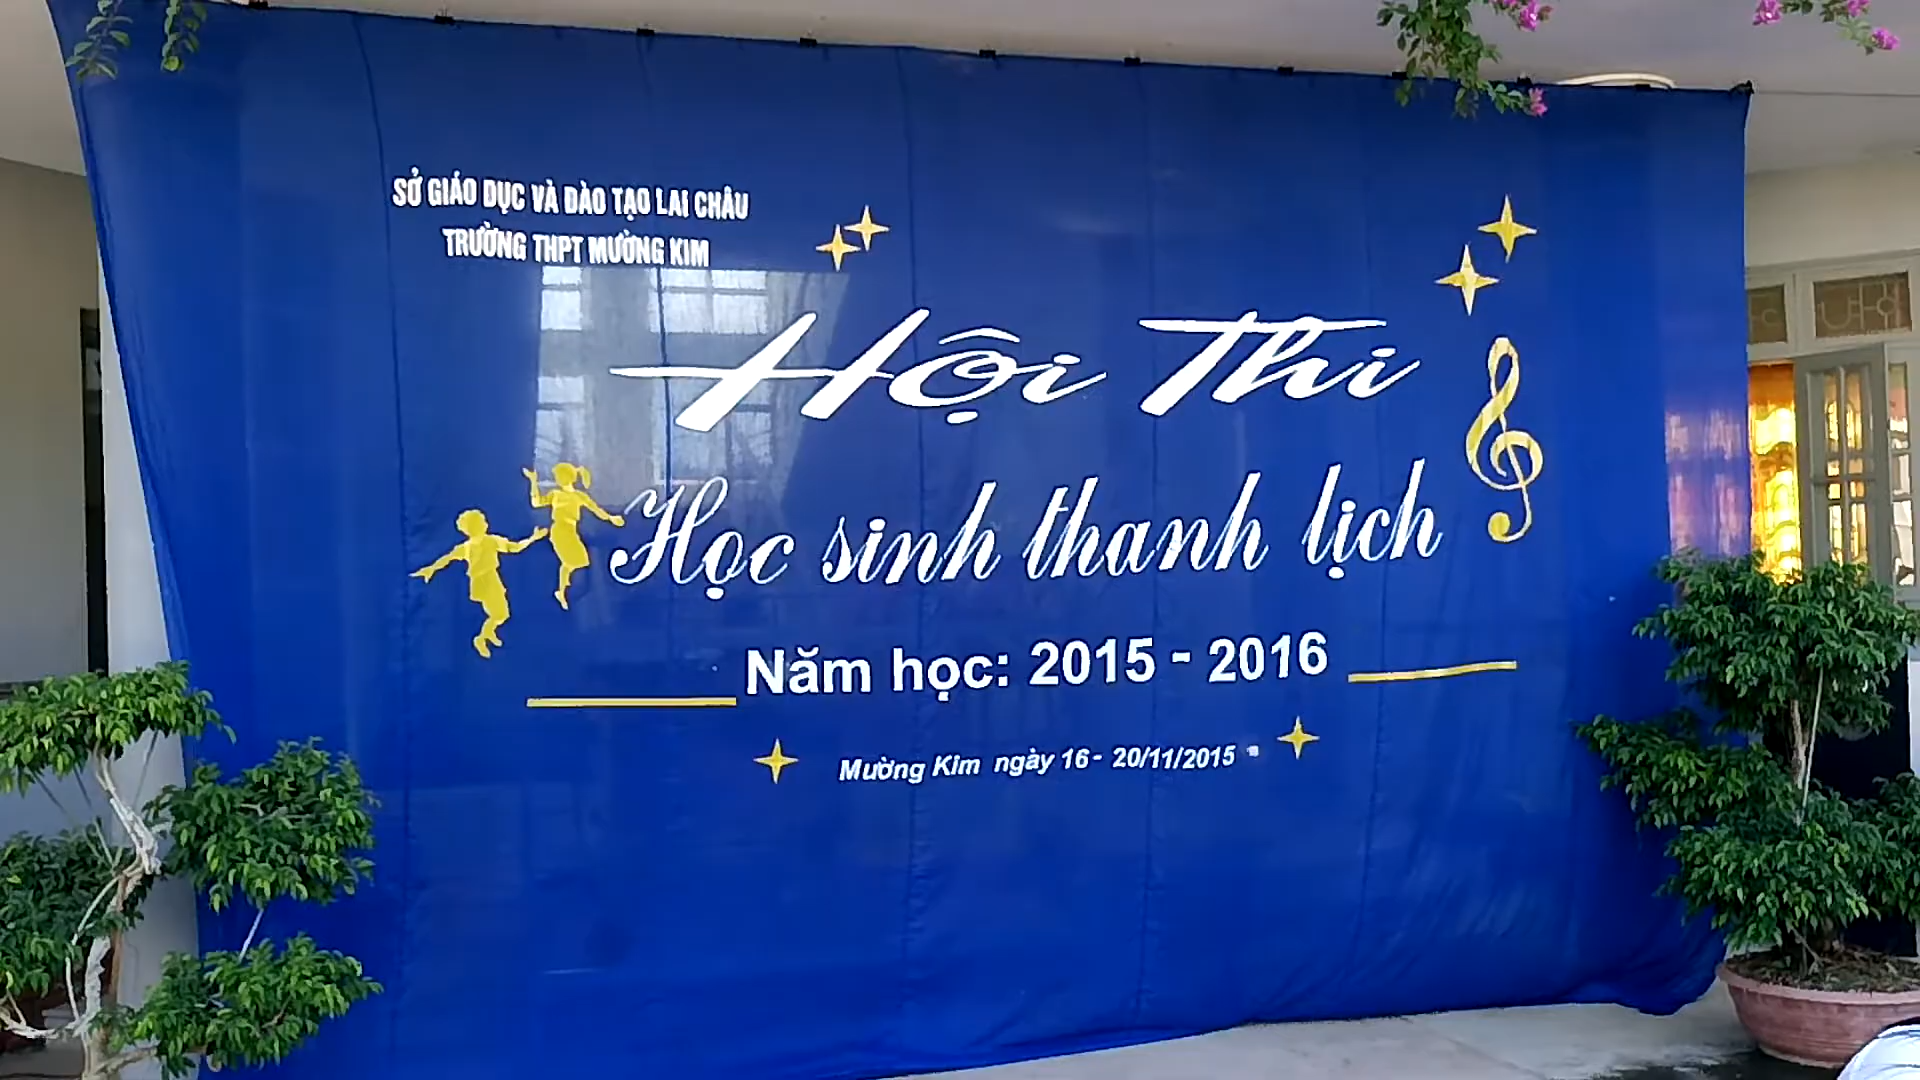 SỞ GIÁO DỤC VÀ ĐÀO TẠO LAI CHÂU
TRƯỜNG THPT MƯỜNG KIM
Hội Thi
Học sinh thanh lịch
Năm học: 2015 - 2016
Mường Kim ngày 16 - 20/11/2015